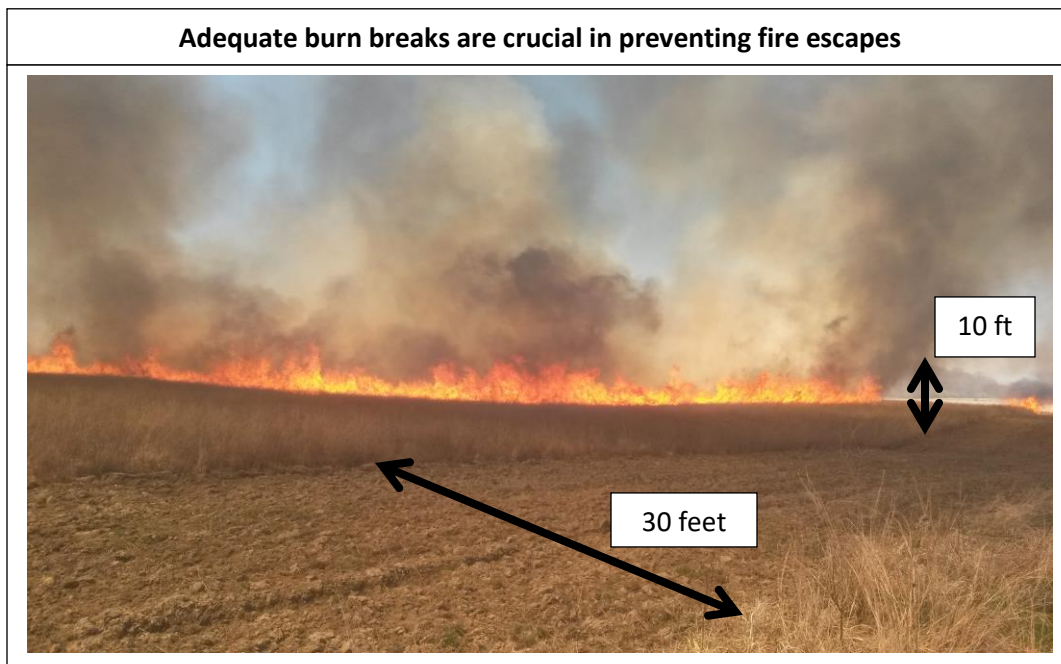 Adequate burn breaks are crucial in preventing fire escapes
10 ft
30 feet